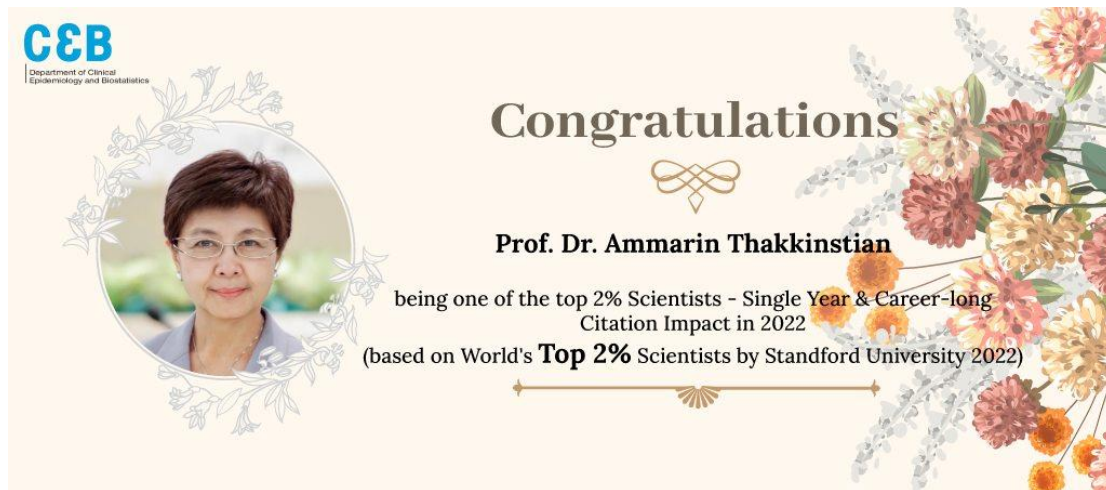 CEB
Department of Clinical
Epidemiology and Biostatistics
Congratulations
Prof. Dr. Ammarin Thakkinstian
being one of the top 2% Scientists - Single Year & Career-long
Citation Impact in 2022
(based on World's Top 2% Scientists by Standford University 2022)